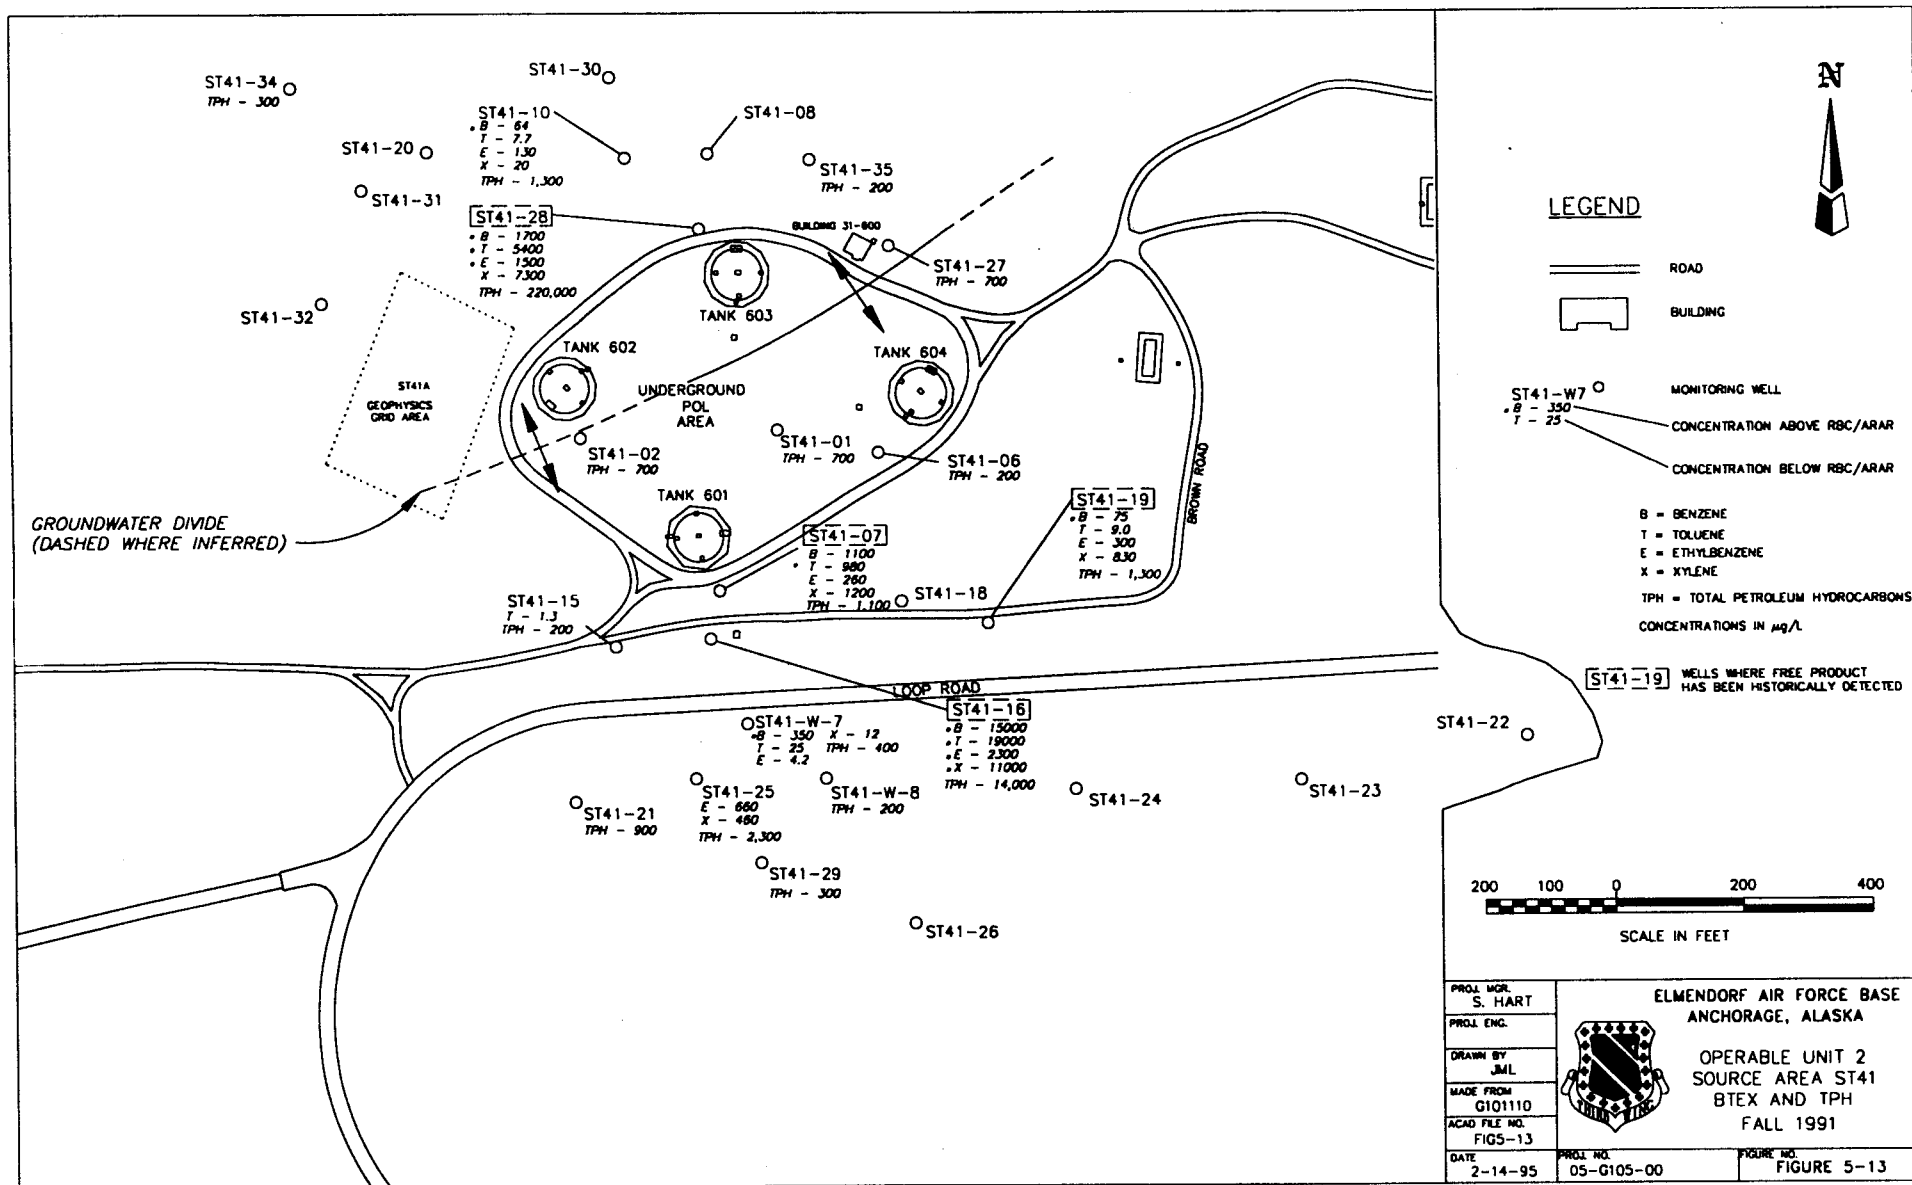 ST41-34
TPH - 300
ST41-30
ST41-10
• B - 64
T - 7.7
E - 130
X - 20
TPH - 1,300
ST41-08
ST41-20
ST41-31
ST41-35
TPH - 200
ST41-28
• B - 1700
• T - 5400
• E - 1500
X - 7300
TPH - 220,000
BUILDING 31-600
ST41-27
TPH - 700
ST41-32
TANK 603
TANK 602
TANK 604
ST41A
GEOPHYSICS
GRID AREA
UNDERGROUND
POL
AREA
ST41-02
TPH - 700
ST41-01
TPH - 700
ST41-06
TPH - 200
TANK 601
GROUNDWATER DIVIDE
(DASHED WHERE INFERRED)
ST41-07
B - 1100
• T - 980
E - 260
X - 1200
TPH - 1,100
ST41-19
• B - 75
T - 9.0
E - 300
X - 830
TPH - 1,300
BROWN ROAD
ST41-15
T - 1.3
TPH - 200
ST41-18
LOOP ROAD
ST41-16
• B - 15000
• T - 19000
• E - 2300
• X - 11000
TPH - 14,000
ST41-W-7
• B - 350 X - 12
T - 25 TPH - 400
E - 4.2
ST41-22
ST41-21
TPH - 900
ST41-25
E - 660
X - 460
TPH - 2,300
ST41-W-8
TPH - 200
ST41-24
ST41-23
ST41-29
TPH - 300
ST41-26
N
LEGEND
ROAD
BUILDING
ST41-W7
• B - 350
T - 25
MONITORING WELL
CONCENTRATION ABOVE RBC/ARAR
CONCENTRATION BELOW RBC/ARAR
B = BENZENE
T = TOLUENE
E = ETHYLBENZENE
X = XYLENE
TPH = TOTAL PETROLEUM HYDROCARBONS
CONCENTRATIONS IN µg/L
ST41-19 WELLS WHERE FREE PRODUCT
HAS BEEN HISTORICALLY DETECTED
200 100 0 200 400
SCALE IN FEET
PROJ. MGR.
S. HART
PROJ. ENG.
DRAWN BY
JML
MADE FROM
G101110
ACAD FILE NO.
FIG5-13
DATE
2-14-95
THIRD WING
ELMENDORF AIR FORCE BASE
ANCHORAGE, ALASKA
OPERABLE UNIT 2
SOURCE AREA ST41
BTEX AND TPH
FALL 1991
PROJ. NO.
05-G105-00
FIGURE NO.
FIGURE 5-13